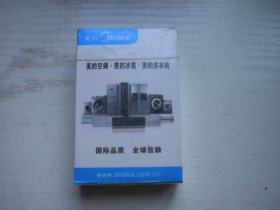 美的 Midea
美的空调·美的冰箱·美的洗衣机
国际品质 全球信赖
www.midea.com.cn